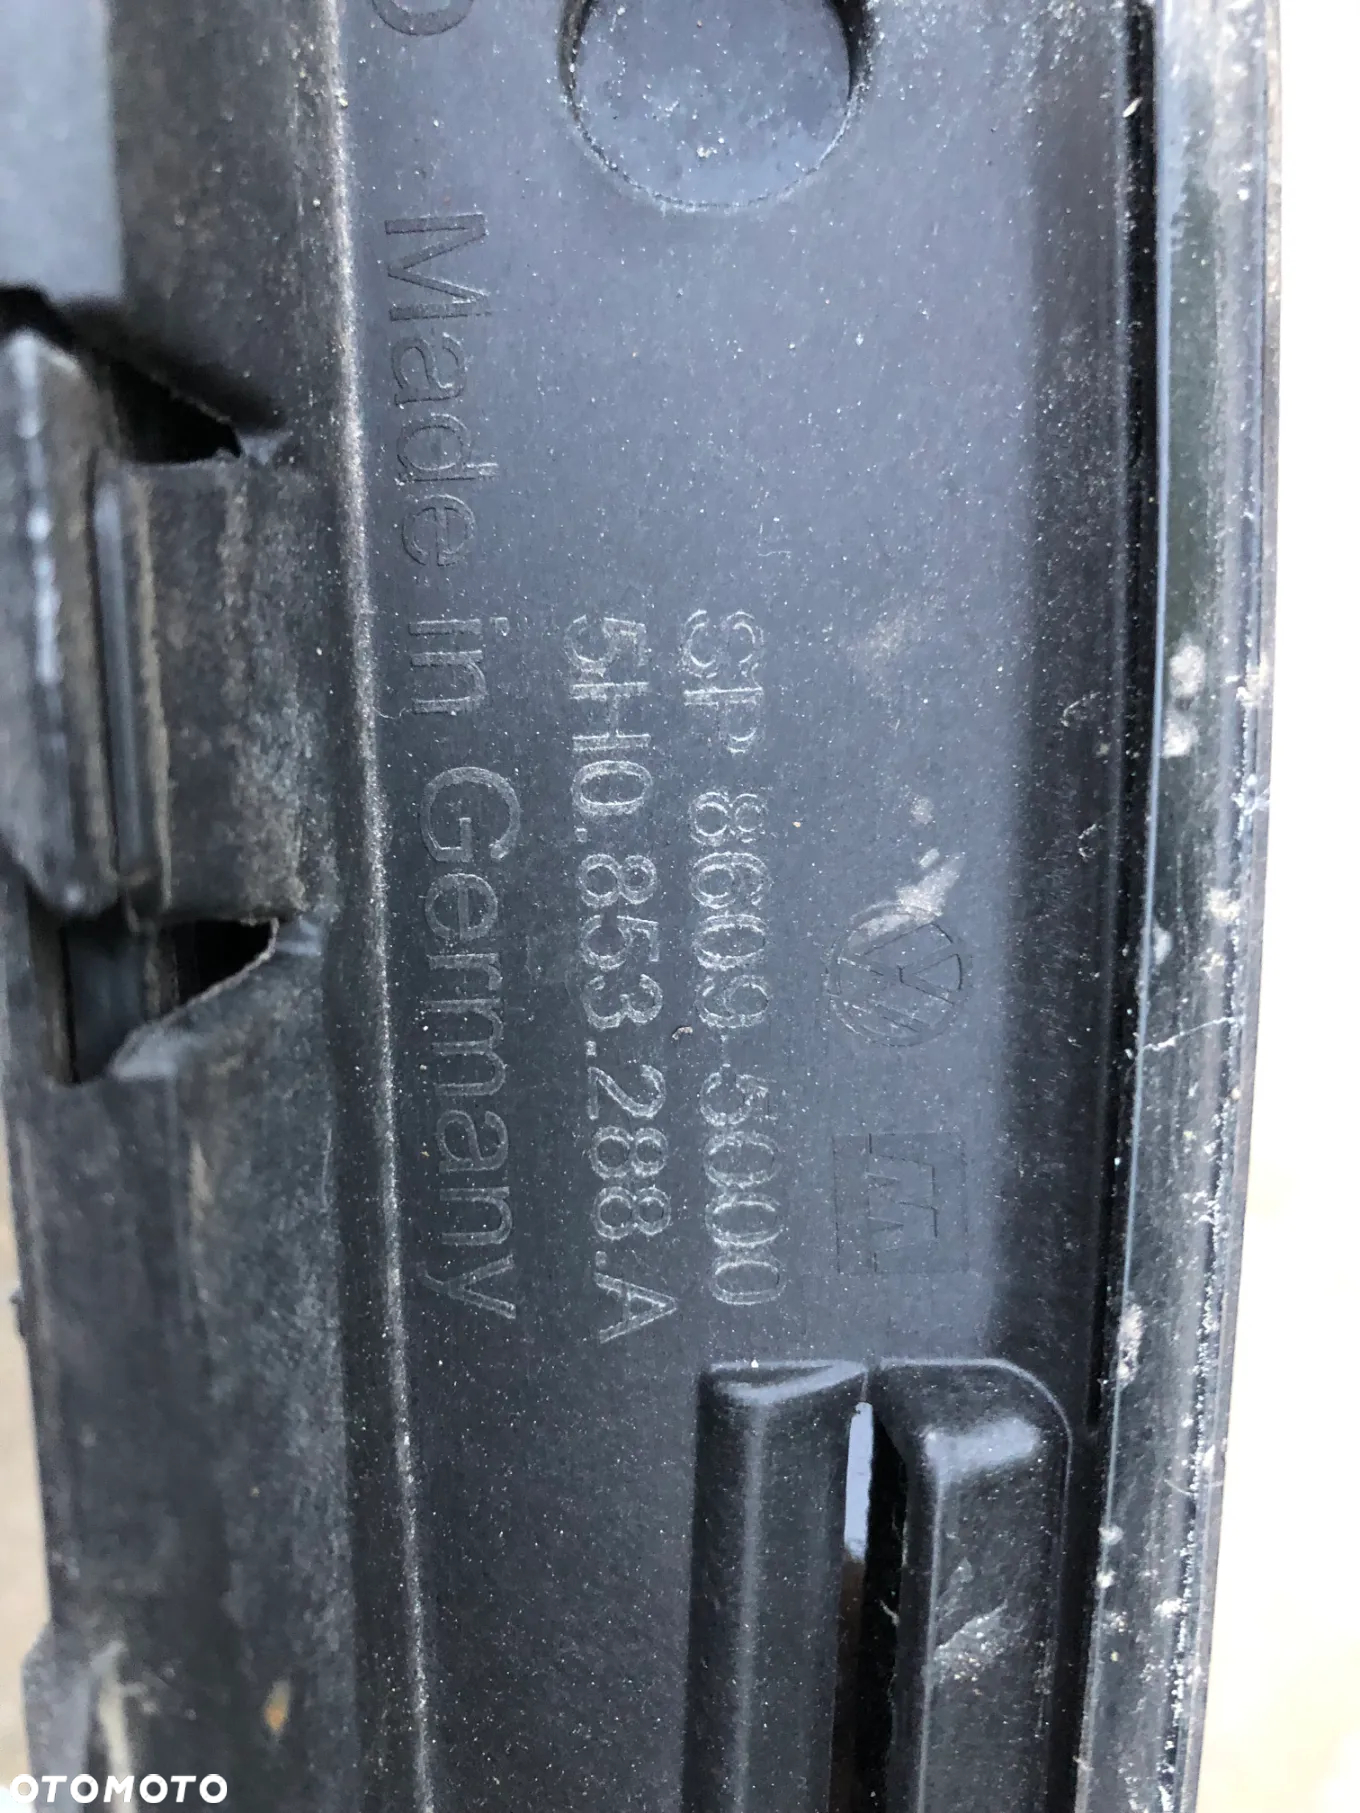 SP 8609-5000
5H0.853.288.A
Made in Germany
OTOMOTO